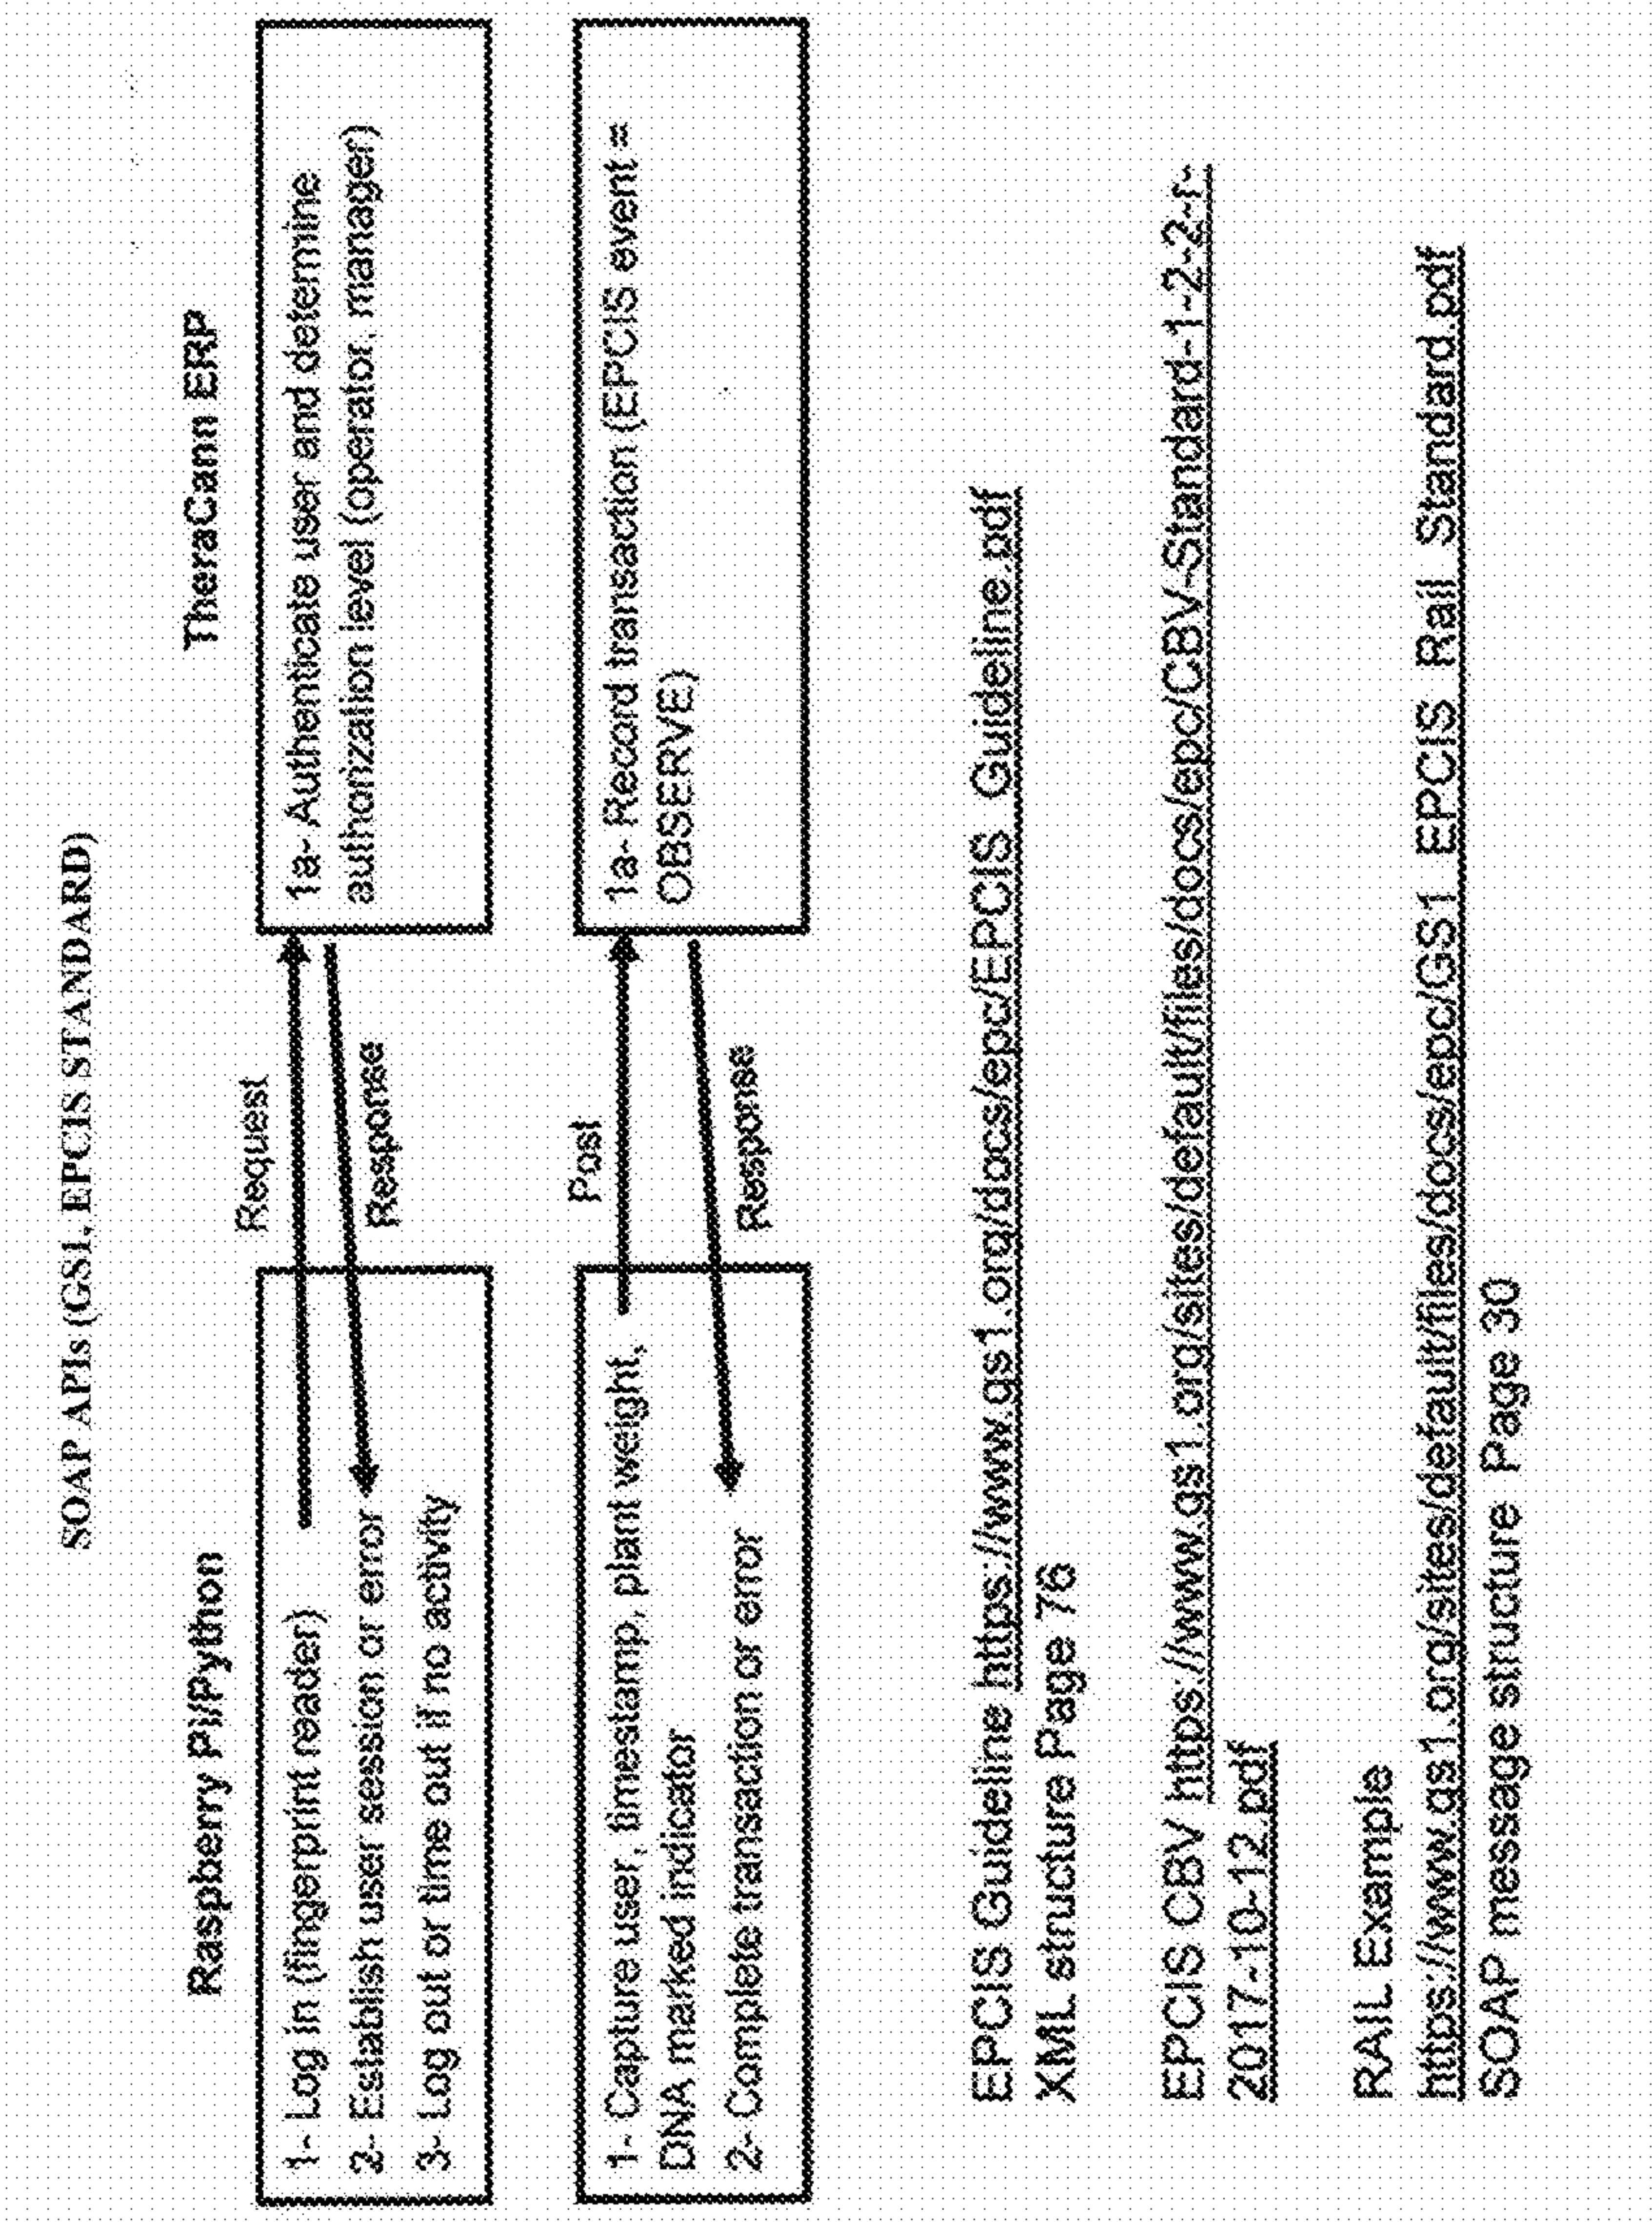 SOAP APIs (GS1, EPCIS STANDARD)
Raspberry Pi/Python
TheraCann ERP
1- Log in (fingerprint reader)
2- Establish user session or error
3- Log out or time out if no activity
Request
Response
1a- Authenticate user and determine
authorization level (operator, manager)
1- Capture user, timestamp, plant weight,
DNA marked indicator
2- Complete transaction or error
Post
Response
1a- Record transaction (EPCIS event =
OBSERVE)
EPCIS Guideline https://www.gs1.org/docs/epc/EPCIS_Guideline.pdf
XML structure Page 76
EPCIS CBV https://www.gs1.org/sites/default/files/docs/epc/CBV-Standard-1-2-2-r-
2017-10-12.pdf
RAIL Example
https://www.gs1.org/sites/default/files/docs/epc/GS1_EPCIS_Rail_Standard.pdf
SOAP message structure Page 30